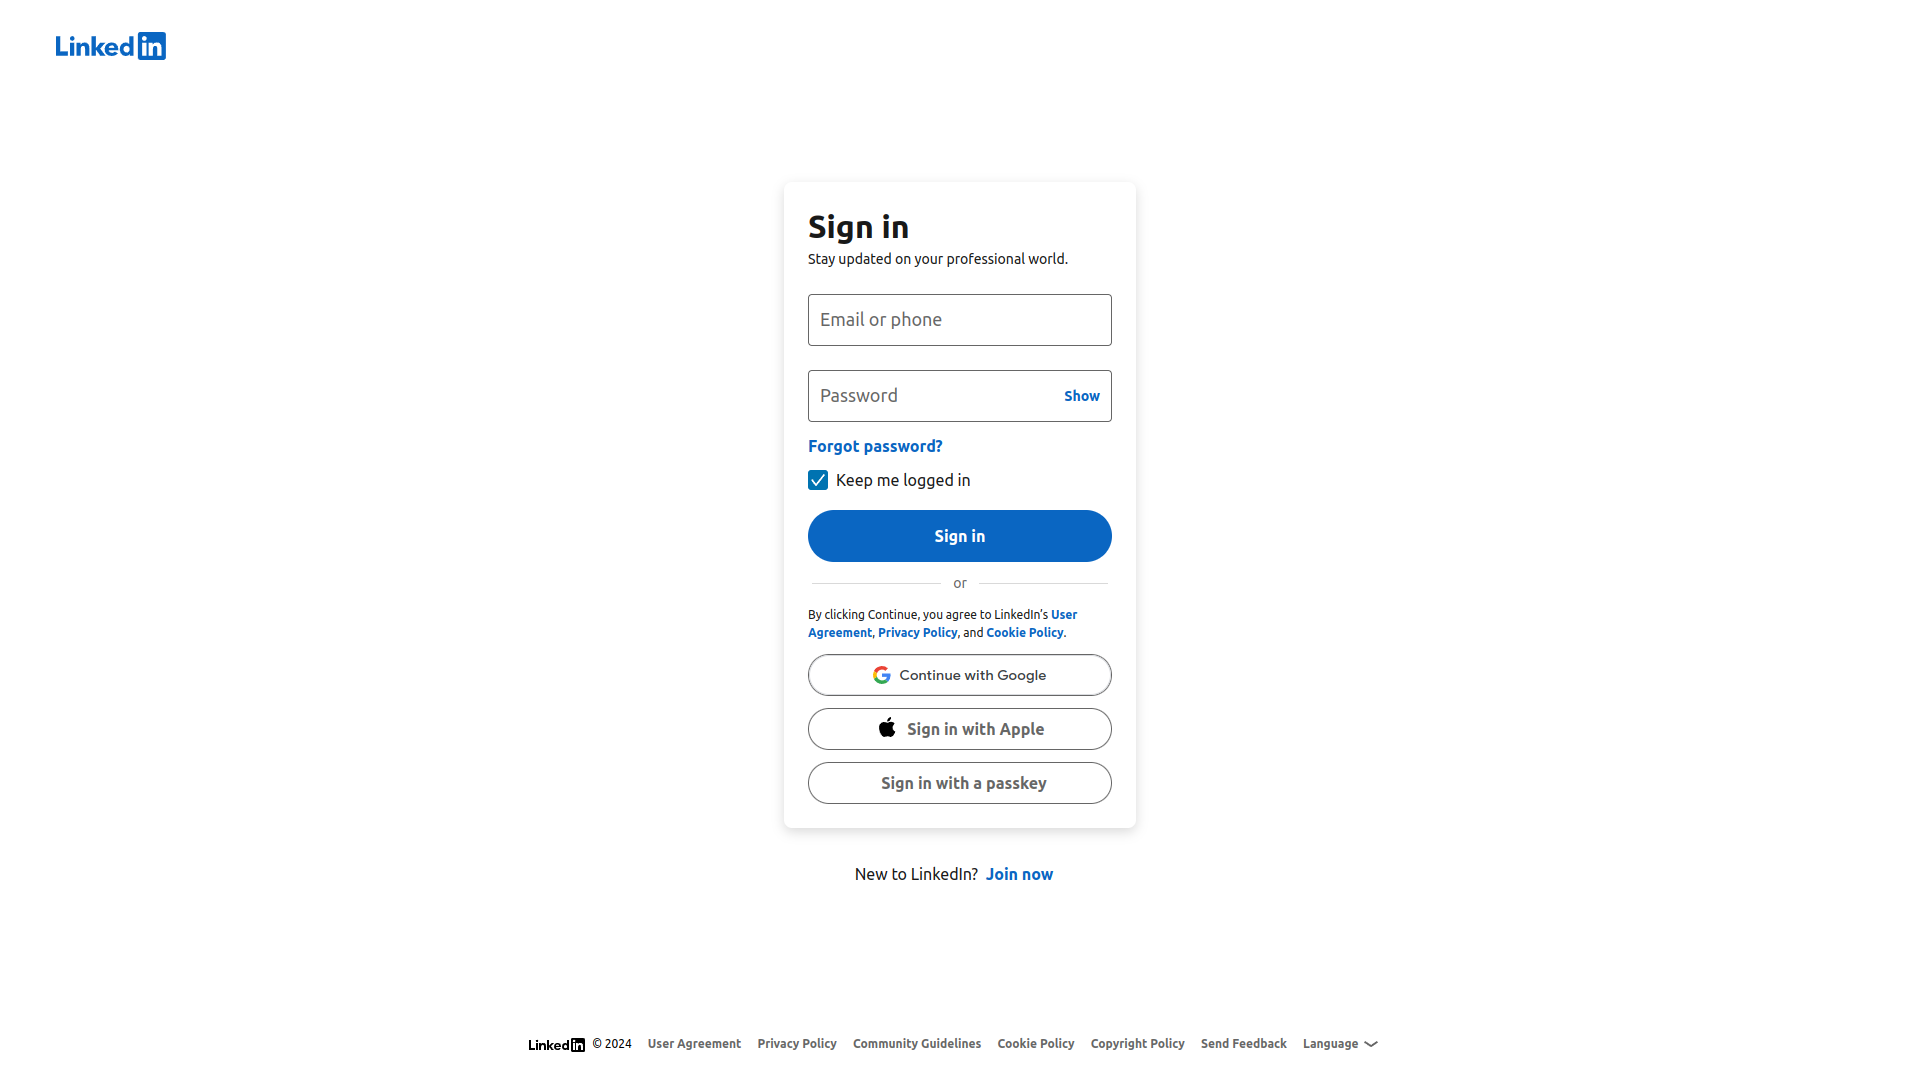 Linkedin
Sign in
Stay updated on your professional world.
Email or phone
Password Show
Forgot password?
Keep me logged in
Sign in
or
By clicking Continue, you agree to LinkedIn’s User
Agreement, Privacy Policy, and Cookie Policy.
Continue with Google
Sign in with Apple
Sign in with a passkey
New to LinkedIn? Join now
Linkedin © 2024 User Agreement Privacy Policy Community Guidelines Cookie Policy Copyright Policy Send Feedback Language